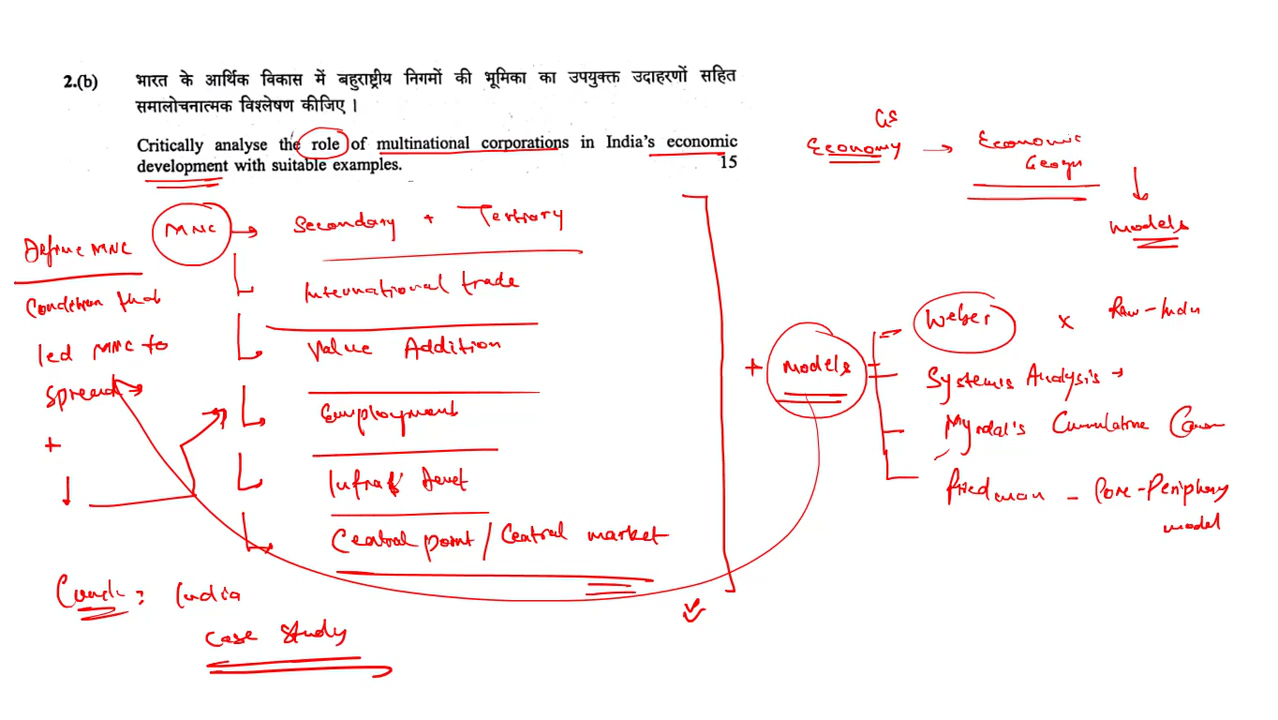 2.(b) भारत के आर्थिक विकास में बहुराष्ट्रीय निगमों की भूमिका का उपयुक्त उदाहरणों सहित
समालोचनात्मक विश्लेषण कीजिए ।
Critically analyse the role of multinational corporations in India's economic
development with suitable examples. 15
GS
Economy → Economic
Geogr
Models
MNC → Secondary + Tertiary
International trade
Value Addition
Employment
Infrast Devet
Central point / Central market
Define MNC
Condition that
led MNC to
spread
+
Concl: India
Case Study
+ Models
Weber x Raw-Indu
Systems Analysis →
Myrdal's Cumulative
Friedman - Core-Periphery
model